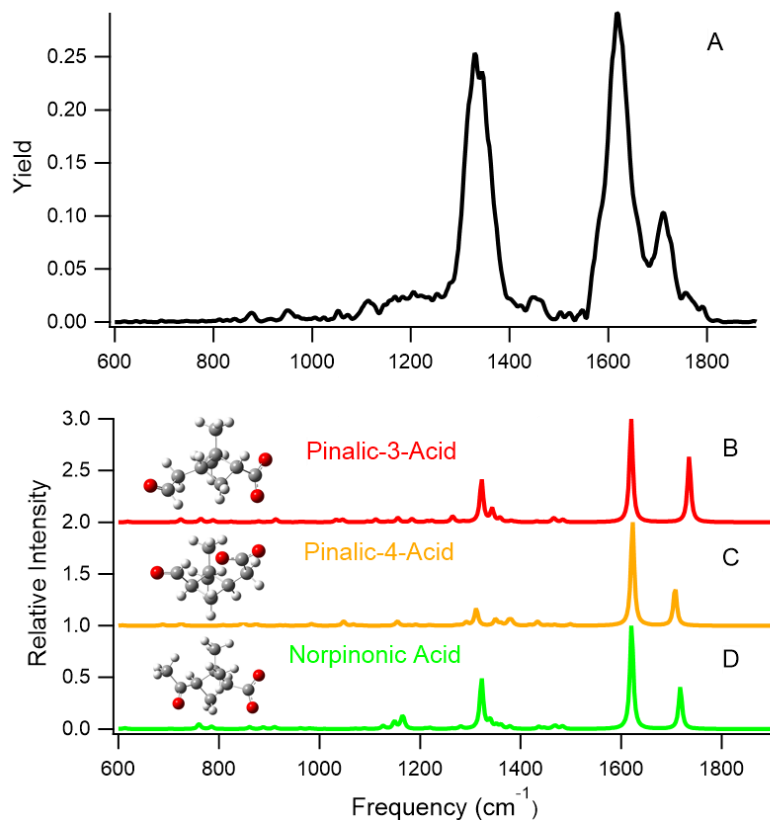 A
0.25
0.20
0.15
0.10
0.05
0.00
Yield
600 800 1000 1200 1400 1600 1800
3.0
2.5
2.0
1.5
1.0
0.5
0.0
Relative Intensity
Pinalic-3-Acid
B
Pinalic-4-Acid
C
Norpinonic Acid
D
600 800 1000 1200 1400 1600 1800
Frequency (cm⁻¹)